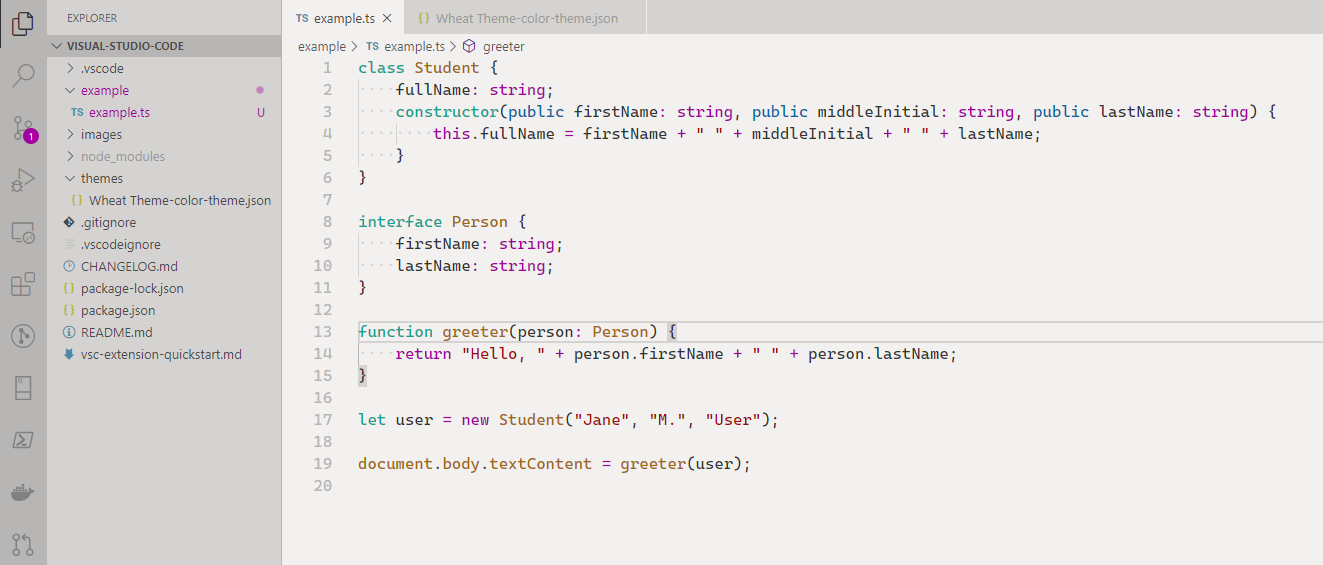 EXPLORER
VISUAL-STUDIO-CODE
.vscode
example
TS example.ts U
images
node_modules
themes
{} Wheat Theme-color-theme.json
.gitignore
.vscodeignore
CHANGELOG.md
{} package-lock.json
{} package.json
README.md
vsc-extension-quickstart.md
1
TS example.ts {} Wheat Theme-color-theme.json
example > TS example.ts > greeter
1 class Student {
2 fullName: string;
3 constructor(public firstName: string, public middleInitial: string, public lastName: string) {
4 this.fullName = firstName + " " + middleInitial + " " + lastName;
5 }
6 }
7
8 interface Person {
9 firstName: string;
10 lastName: string;
11 }
12
13 function greeter(person: Person) {
14 return "Hello, " + person.firstName + " " + person.lastName;
15 }
16
17 let user = new Student("Jane", "M.", "User");
18
19 document.body.textContent = greeter(user);
20